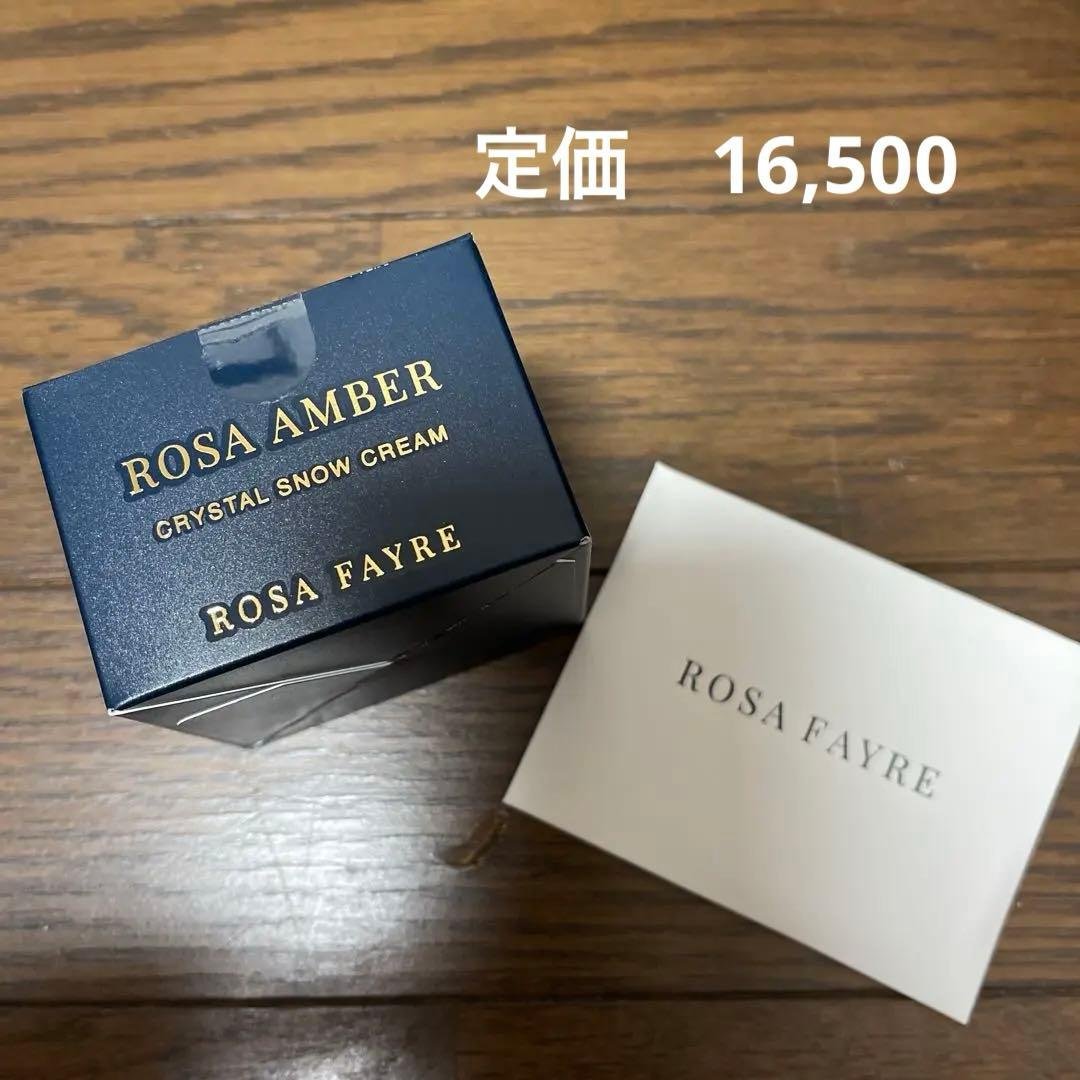 定価　16,500
ROSA AMBER
CRYSTAL SNOW CREAM
ROSA FAYRE
ROSA FAYRE